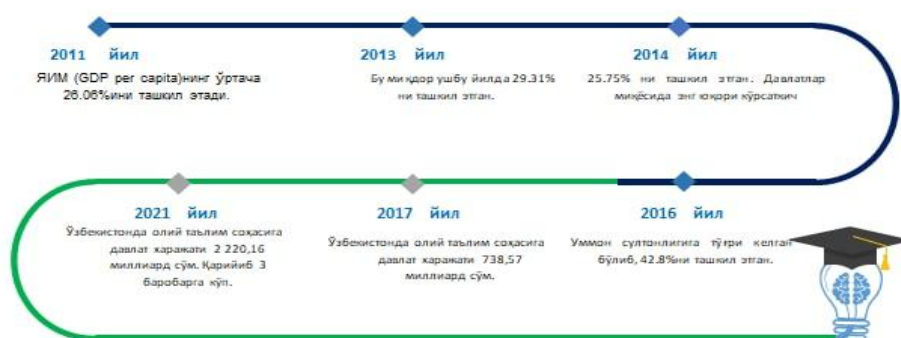 2011 йил
ЯИМ (GDP per capita)нинг ўртача
26.06%ини ташкил этади.
2013 йил
Бу миқдор ушбу йилда 29.31%
ни ташкил этган.
2014 йил
25.75% ни ташкил этган. Давлатлар
миқёсида энг юқори кўрсаткич
2021 йил
Ўзбекистонда олий таълим соҳасига
давлат харажати 2 220,16
миллиард сўм. Қарийиб 3
баробарга кўп.
2017 йил
Ўзбекистонда олий таълим соҳасига
давлат харажати 738,57
миллиард сўм.
2016 йил
Уммон султонлигига тўғри келган
бўлиб, 42.8%ни ташкил этган.